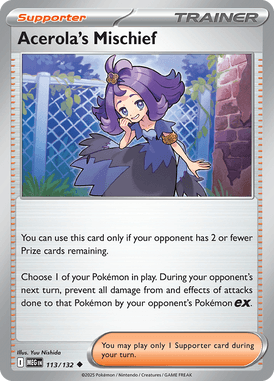 Supporter TRAINER
Acerola's Mischief
You can use this card only if your opponent has 2 or fewer
Prize cards remaining.
Choose 1 of your Pokémon in play. During your opponent's
next turn, prevent all damage from and effects of attacks
done to that Pokémon by your opponent's Pokémon ex.
Illus. Yuu Nishida
I MEG EN 113/132 ◆
You may play only 1 Supporter card during
your turn.
©2025 Pokémon / Nintendo / Creatures / GAME FREAK